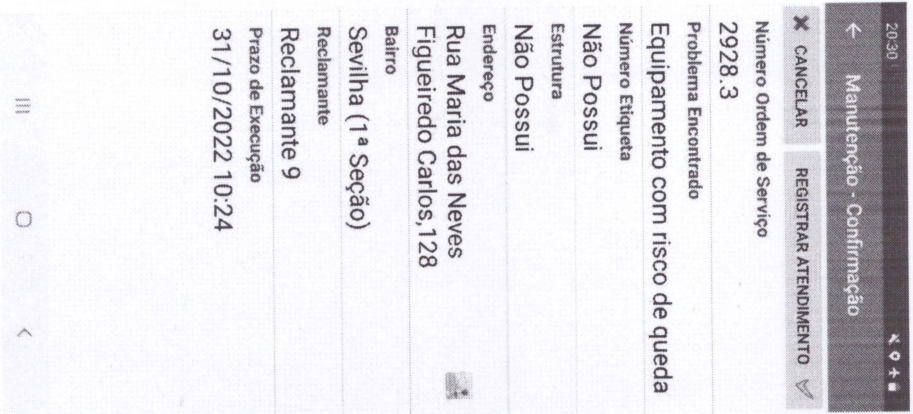 20:30
Manutenção - Confirmação
CANCELAR
REGISTRAR ATENDIMENTO
Número Ordem de Serviço
2928.3
Problema Encontrado
Equipamento com risco de queda
Número Etiqueta
Não Possui
Estrutura
Não Possui
Endereço
Rua Maria das Neves
Figueiredo Carlos,128
Bairro
Sevilha (1ª Seção)
Reclamante
Reclamante 9
Prazo de Execução
31/10/2022 10:24